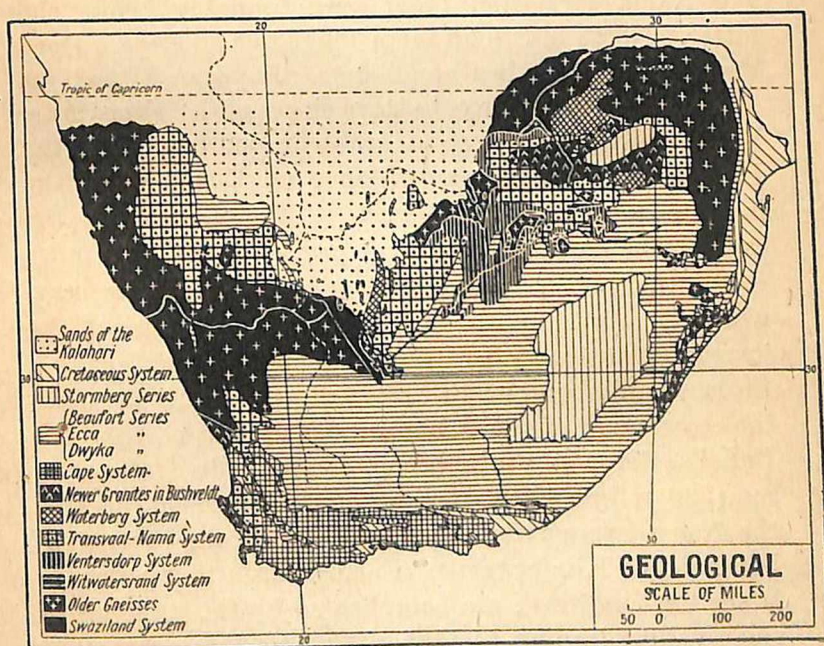 20
30
Tropic of Capricorn
Sands of the
Kalahari
Cretaceous System
30
30
Stormberg Series
Beaufort Series
Ecca "
Dwyka "
Cape System.
Newer Granites in Bushveldt
Waterberg System
Transvaal-Nama System
Ventersdorp System
Witwatersrand System
Older Gneisses
Swaziland System
30
GEOLOGICAL
SCALE OF MILES
50 0 100 200
20